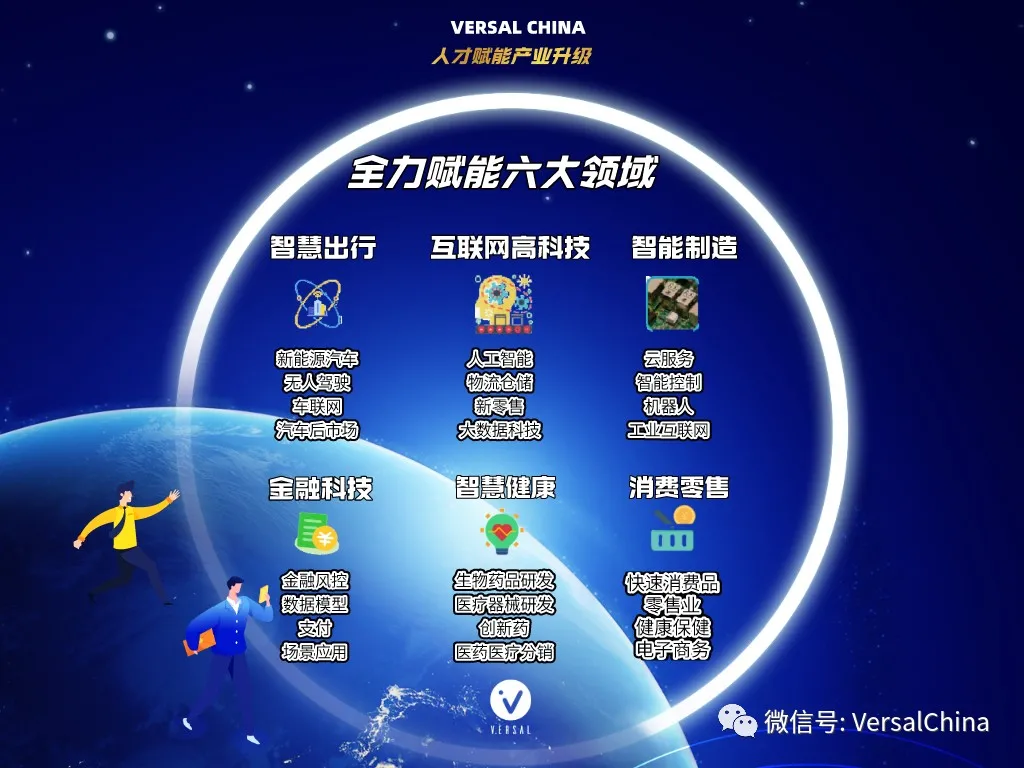 VERSAL CHINA
人才赋能产业升级
全力赋能六大领域
智慧出行
新能源汽车
无人驾驶
车联网
汽车后市场
互联网高科技
人工智能
物流仓储
新零售
大数据科技
智能制造
云服务
智能控制
机器人
工业互联网
金融科技
金融风控
数据模型
支付
场景应用
智慧健康
生物药品研发
医疗器械研发
创新药
医药医疗分销
消费零售
快速消费品
零售业
健康保健
电子商务
VERSAL
微信号: VersalChina